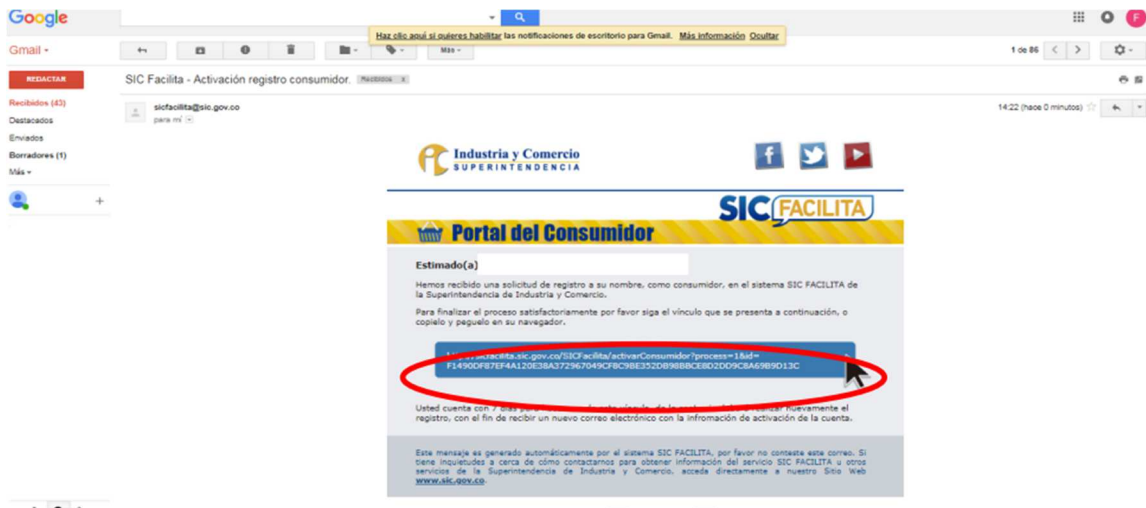 Google
Haz clic aquí si quieres habilitar las notificaciones de escritorio para Gmail. Más información Ocultar
Gmail
Más
1 de 86
REDACTAR
SIC Facilita - Activación registro consumidor. Recibidos x
Recibidos (43)
Destacados
Enviados
Borradores (1)
Más
sicfacilita@sic.gov.co
para mí
14:22 (hace 0 minutos)
Industria y Comercio
SUPERINTENDENCIA
SIC FACILITA
Portal del Consumidor
Estimado(a)
Hemos recibido una solicitud de registro a su nombre, como consumidor, en el sistema SIC FACILITA de
la Superintendencia de Industria y Comercio.
Para finalizar el proceso satisfactoriamente por favor siga el vínculo que se presenta a continuación, o
copielo y peguelo en su navegador.
sicfacilita.sic.gov.co/SICFacilita/activarConsumidor?process=1&id=
F1490DF87EF4A120E38A372967049CFBC9BE352DB98BBCE8D2DD9C8A69B9D13C
Usted cuenta con 7 días nuevamente el
registro, con el fin de recibir un nuevo correo electrónico con la infromación de activación de la cuenta.
Este mensaje es generado automáticamente por el sistema SIC FACILITA, por favor no conteste este correo. Si
tiene inquietudes a cerca de cómo contactarnos para obtener información del servicio SIC FACILITA u otros
servicios de la Superintendencia de Industria y Comercio, acceda directamente a nuestro Sitio Web
www.sic.gov.co.